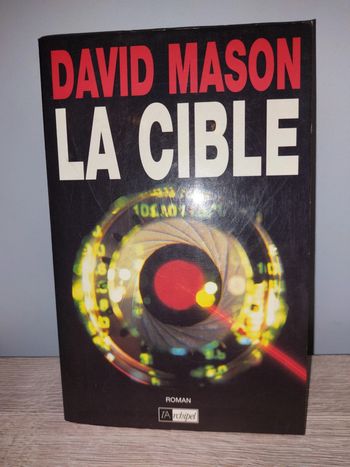 DAVID MASON
LA CIBLE
ROMAN
l'Archipel